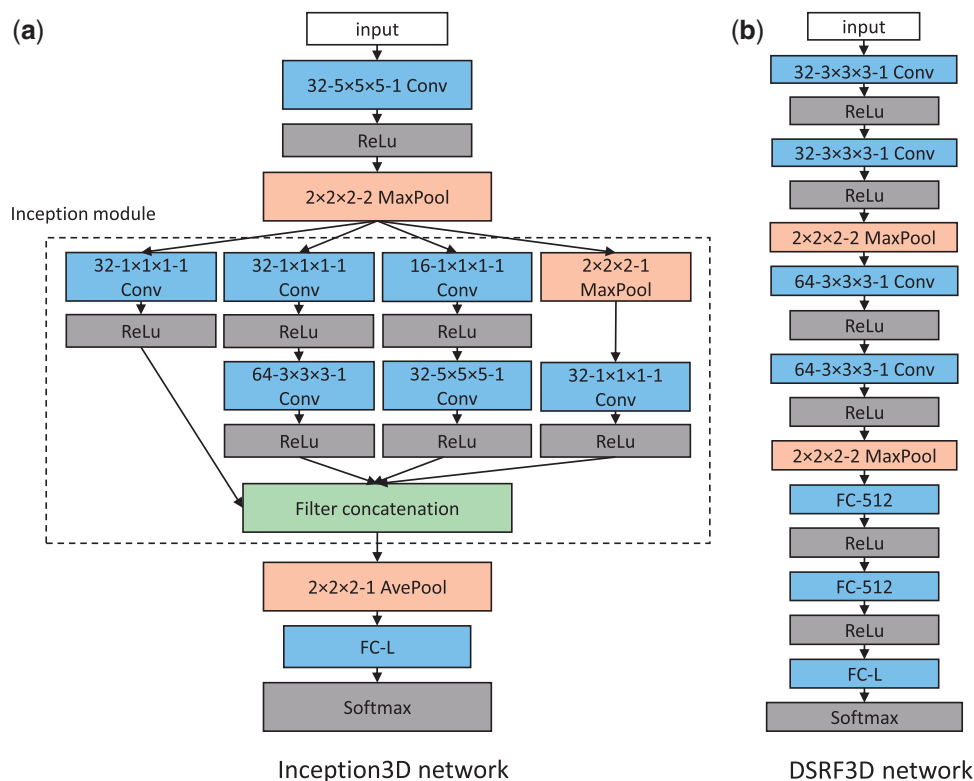 (a)
input
32-5×5×5-1 Conv
ReLu
2×2×2-2 MaxPool
Inception module
32-1×1×1-1
Conv
ReLu
32-1×1×1-1
Conv
ReLu
64-3×3×3-1
Conv
ReLu
16-1×1×1-1
Conv
ReLu
32-5×5×5-1
Conv
ReLu
2×2×2-1
MaxPool
32-1×1×1-1
Conv
ReLu
Filter concatenation
2×2×2-1 AvePool
FC-L
Softmax
Inception3D network
(b)
input
32-3×3×3-1 Conv
ReLu
32-3×3×3-1 Conv
ReLu
2×2×2-2 MaxPool
64-3×3×3-1 Conv
ReLu
64-3×3×3-1 Conv
ReLu
2×2×2-2 MaxPool
FC-512
ReLu
FC-512
ReLu
FC-L
Softmax
DSRF3D network